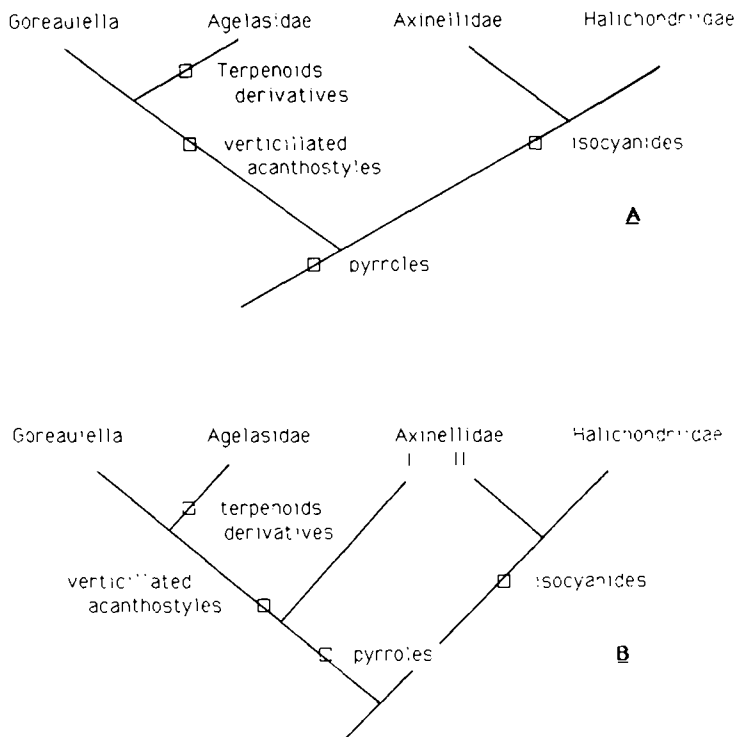 Goreauiella Agelasidae Axinellidae Halichondriidae
Terpenoids
derivatives
verticillated
acanthostyles
isocyanides
A
pyrroles
Goreauiella Agelasidae Axinellidae Halichondriidae
I II
terpenoids
derivatives
verticillated
acanthostyles
isocyanides
pyrroles
B